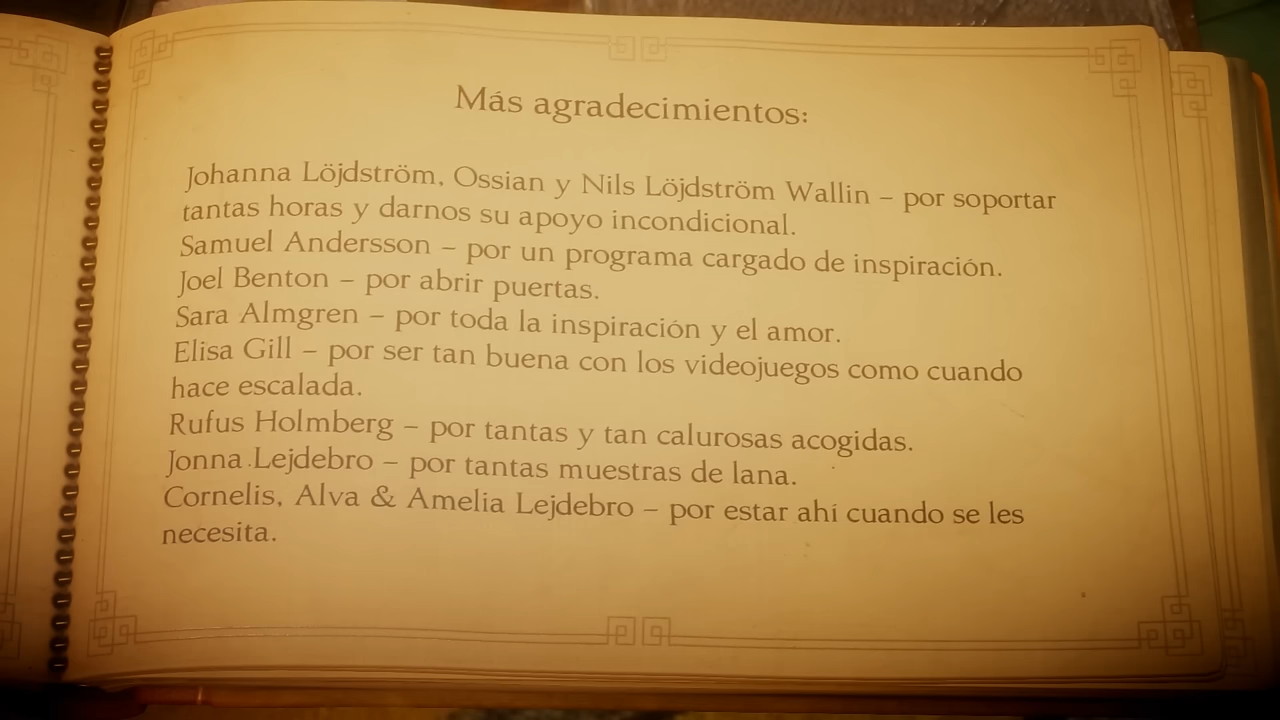 Más agradecimientos:
Johanna Löjdström, Ossian y Nils Löjdström Wallin – por soportar
tantas horas y darnos su apoyo incondicional.
Samuel Andersson – por un programa cargado de inspiración.
Joel Benton – por abrir puertas.
Sara Almgren – por toda la inspiración y el amor.
Elisa Gill – por ser tan buena con los videojuegos como cuando
hace escalada.
Rufus Holmberg – por tantas y tan calurosas acogidas.
Jonna Lejdebro – por tantas muestras de lana.
Cornelis, Alva & Amelia Lejdebro – por estar ahí cuando se les
necesita.